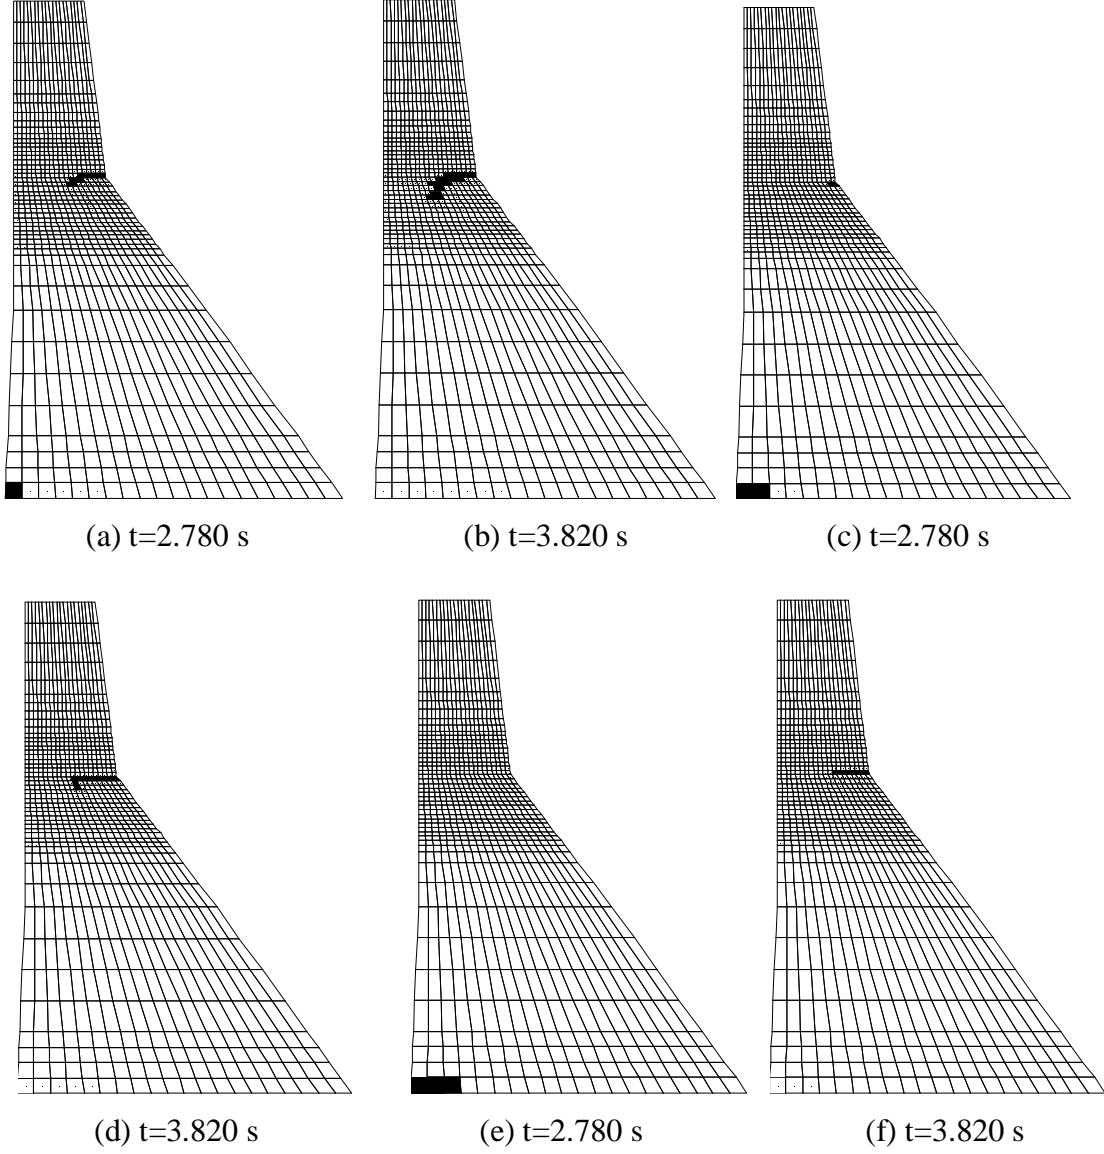 (a) t=2.780 s
(b) t=3.820 s
(c) t=2.780 s
(d) t=3.820 s
(e) t=2.780 s
(f) t=3.820 s